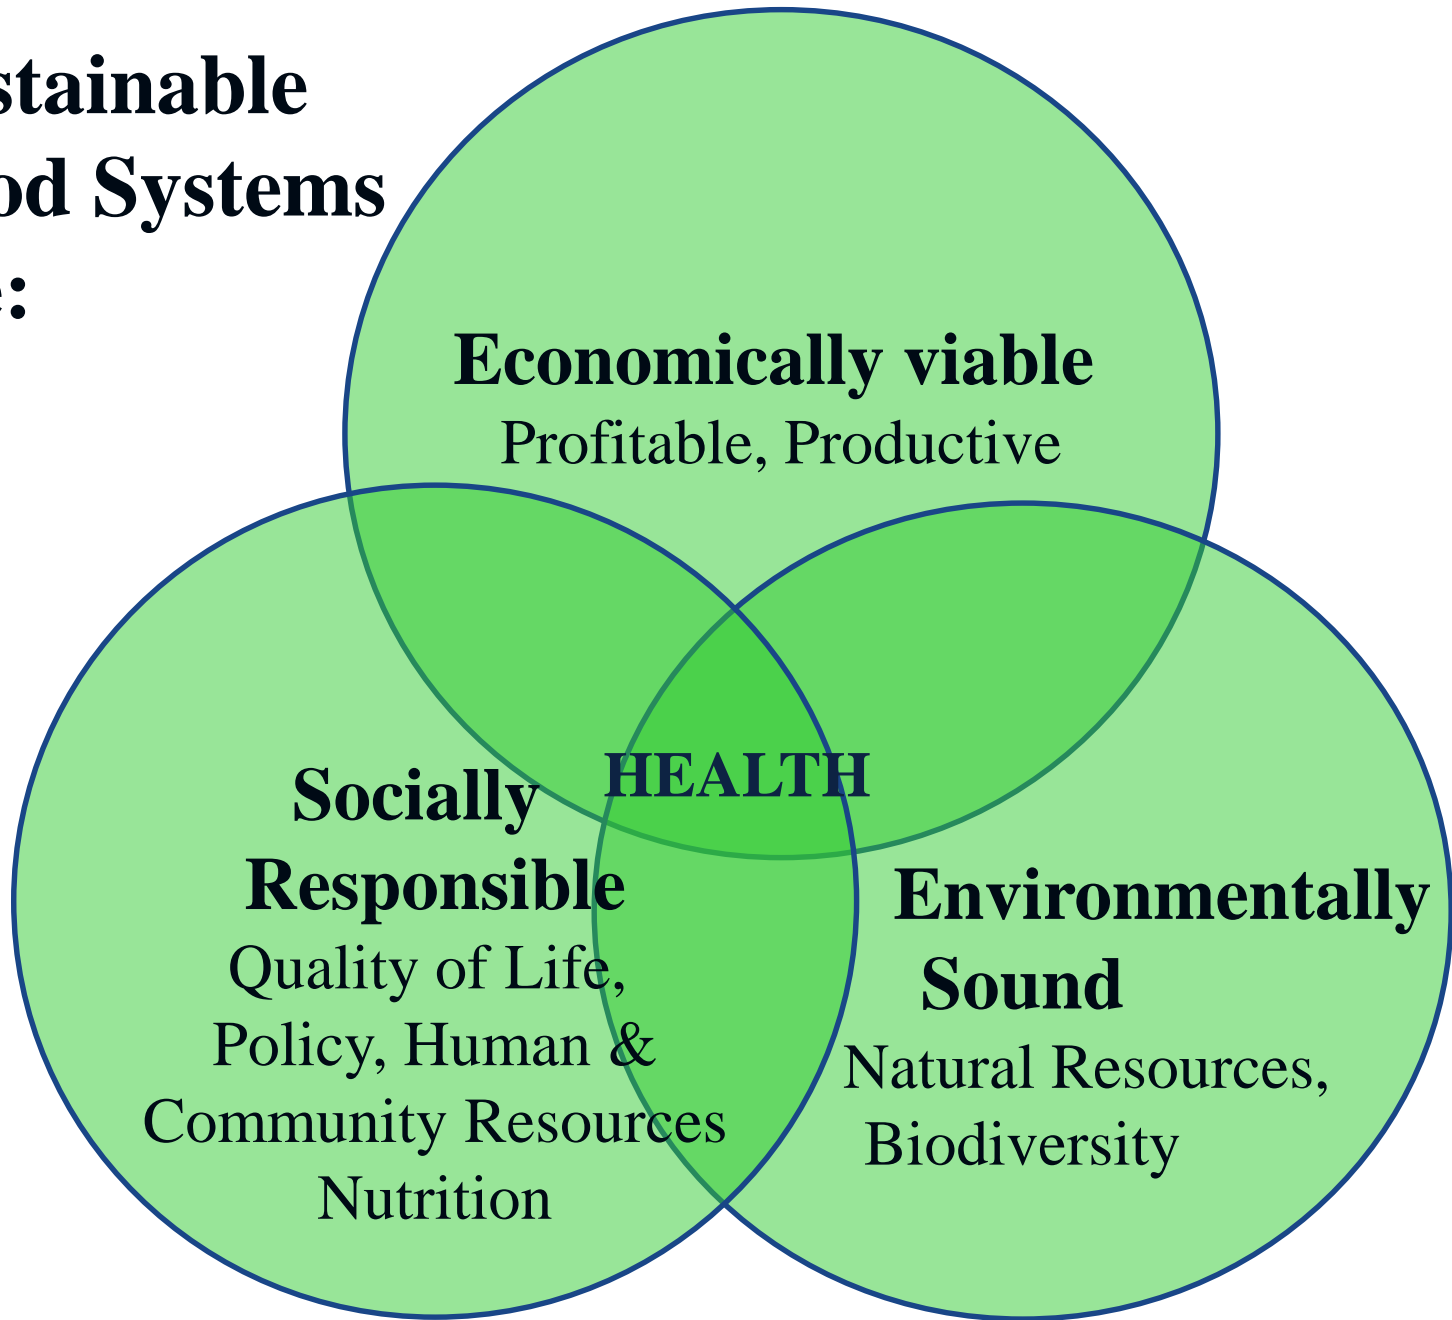 stainable
od Systems
e:
Economically viable
Profitable, Productive
HEALTH
Socially
Responsible
Quality of Life,
Policy, Human &
Community Resources
Nutrition
Environmentally
Sound
Natural Resources,
Biodiversity